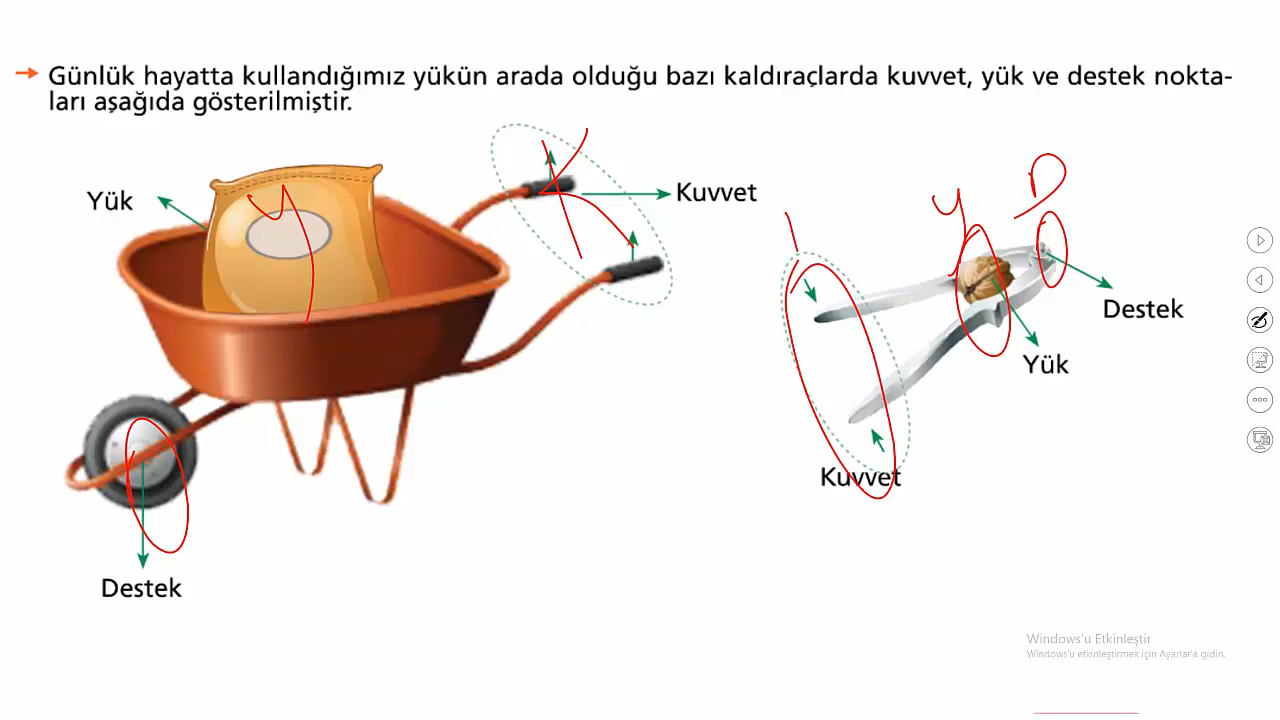 → Günlük hayatta kullandığımız yükün arada olduğu bazı kaldıraçlarda kuvvet, yük ve destek nokta-
ları aşağıda gösterilmiştir.
Yük
Y
K
Kuvvet
Destek
Y
D
Destek
Yük
Kuvvet
Windows'u Etkinleştir
Windows'u etkinleştirmek için Ayarlar'a gidin.